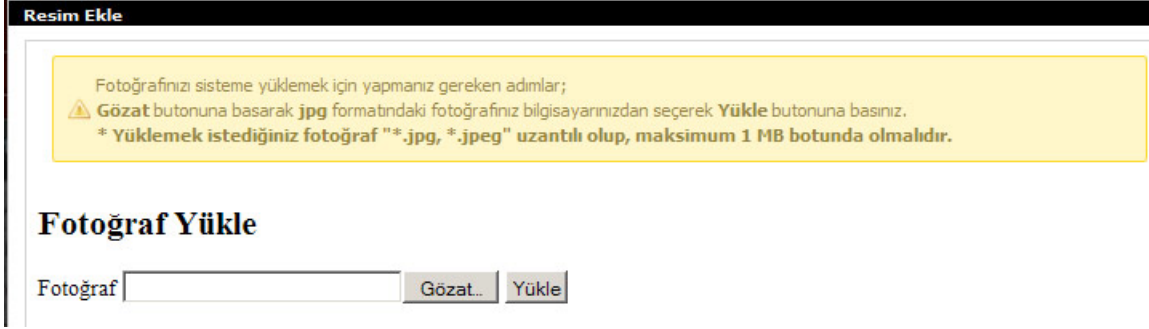 Resim Ekle
Fotoğrafınızı sisteme yüklemek için yapmanız gereken adımlar;
Gözat butonuna basarak jpg formatındaki fotoğrafınız bilgisayarınızdan seçerek Yükle butonuna basınız.
* Yüklemek istediğiniz fotoğraf "*.jpg, *.jpeg" uzantılı olup, maksimum 1 MB botunda olmalıdır.
Fotoğraf Yükle
Fotoğraf Gözat... Yükle